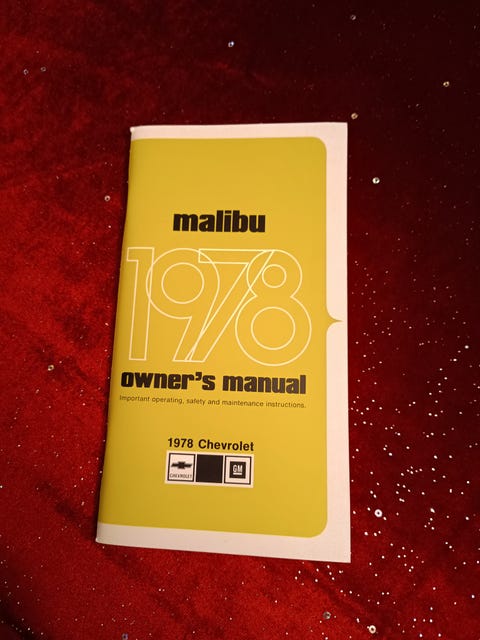 malibu
1978
owner's manual
Important operating, safety and maintenance instructions.
1978 Chevrolet
CHEVROLET
GM